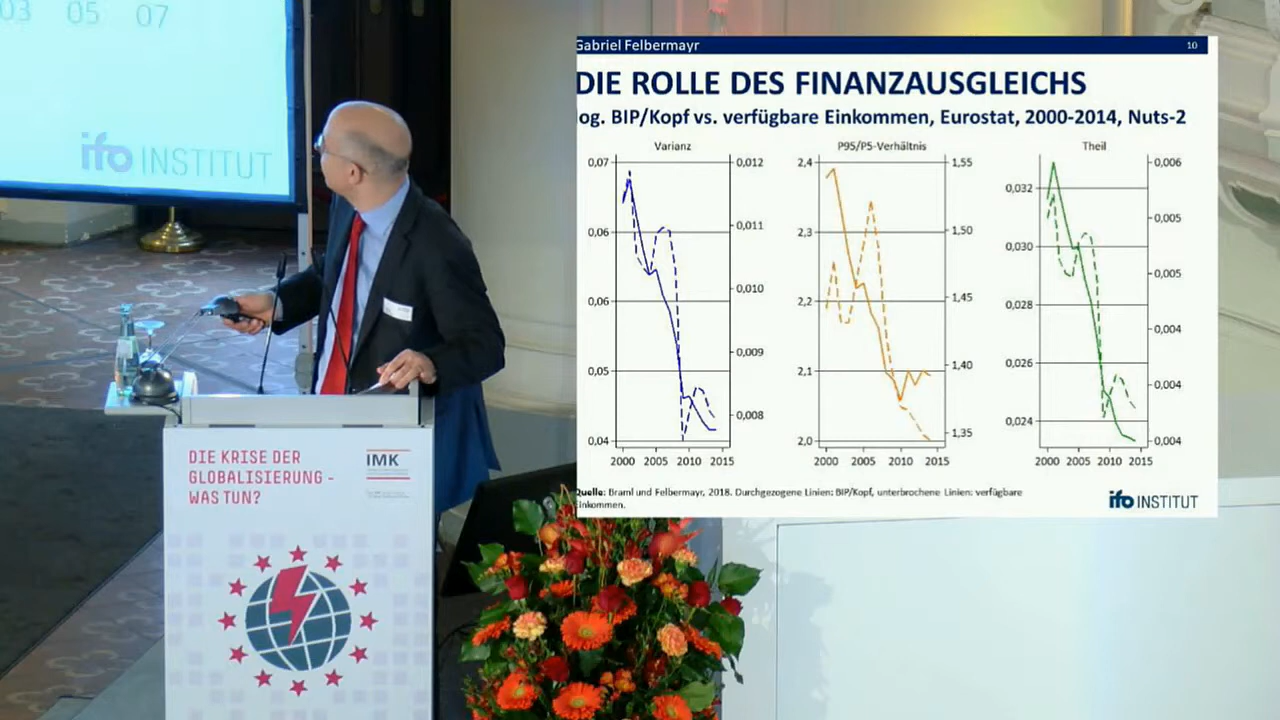 03 05 07
ifo INSTITUT
Gabriel Felbermayr
10
DIE ROLLE DES FINANZAUSGLEICHS
log. BIP/Kopf vs. verfügbare Einkommen, Eurostat, 2000-2014, Nuts-2
Varianz
0,07
0,06
0,06
0,05
0,04
0,012
0,011
0,010
0,009
0,008
2000 2005 2010 2015
P95/P5-Verhältnis
2,4
2,3
2,2
2,1
2,0
1,55
1,50
1,45
1,40
1,35
2000 2005 2010 2015
Theil
0,032
0,030
0,028
0,026
0,024
0,006
0,005
0,005
0,004
0,004
0,004
2000 2005 2010 2015
Quelle: Braml und Felbermayr, 2018. Durchgezogene Linien: BIP/Kopf, unterbrochene Linien: verfügbare
Einkommen.
ifo INSTITUT
DIE KRISE DER
GLOBALISIERUNG -
WAS TUN?
IMK